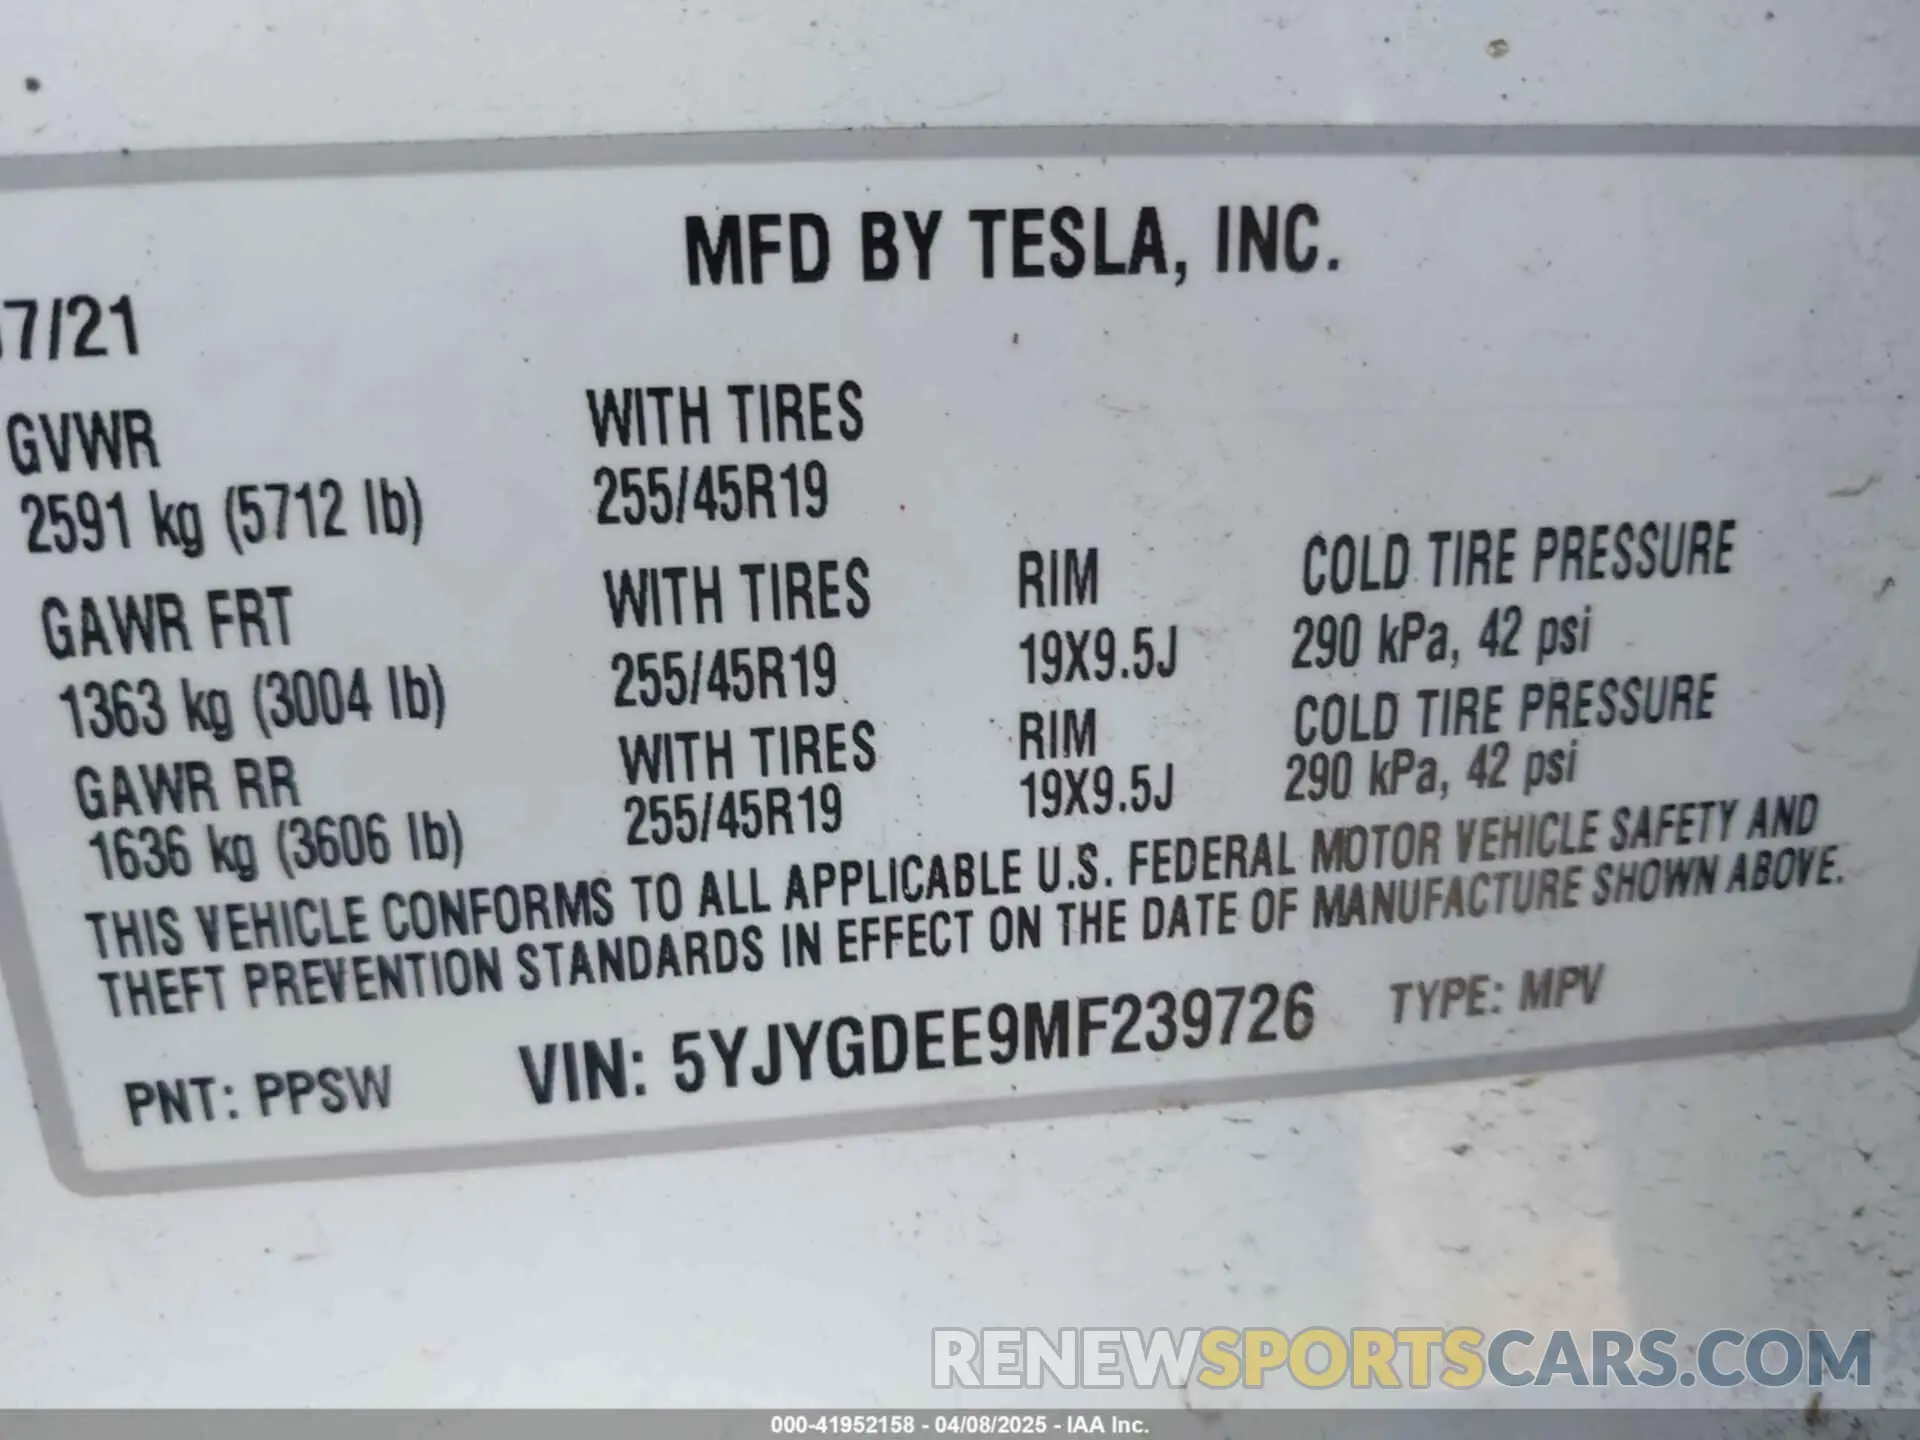 MFD BY TESLA, INC.
7/21
GVWR WITH TIRES
2591 kg (5712 lb) 255/45R19
GAWR FRT WITH TIRES RIM COLD TIRE PRESSURE
1363 kg (3004 lb) 255/45R19 19X9.5J 290 kPa, 42 psi
GAWR RR WITH TIRES RIM COLD TIRE PRESSURE
1636 kg (3606 lb) 255/45R19 19X9.5J 290 kPa, 42 psi
THIS VEHICLE CONFORMS TO ALL APPLICABLE U.S. FEDERAL MOTOR VEHICLE SAFETY AND
THEFT PREVENTION STANDARDS IN EFFECT ON THE DATE OF MANUFACTURE SHOWN ABOVE.
PNT: PPSW VIN: 5YJYGDEE9MF239726 TYPE: MPV
RENEWSPORTSCARS.COM
000-41952158 - 04/08/2025 - IAA Inc.